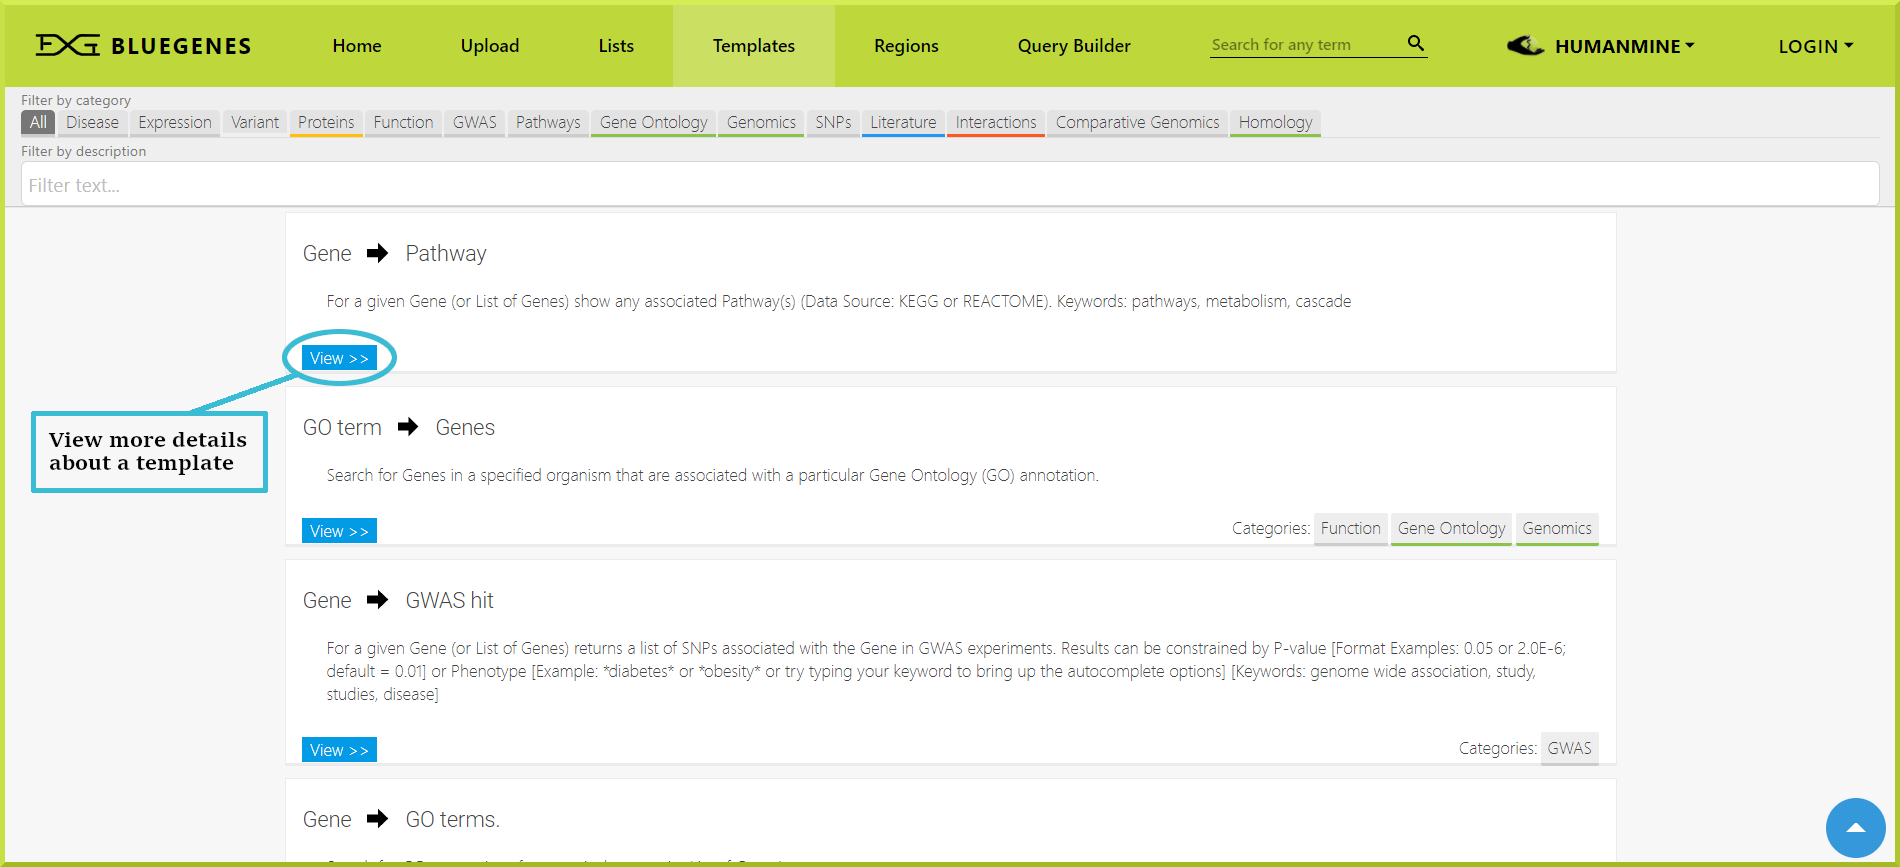 BLUEGENES Home Upload Lists Templates Regions Query Builder Search for any term HUMANMINE LOGIN
Filter by category
All Disease Expression Variant Proteins Function GWAS Pathways Gene Ontology Genomics SNPs Literature Interactions Comparative Genomics Homology
Filter by description
Filter text...
Gene Pathway
For a given Gene (or List of Genes) show any associated Pathway(s) (Data Source: KEGG or REACTOME). Keywords: pathways, metabolism, cascade
View >>
View more details
about a template
GO term Genes
Search for Genes in a specified organism that are associated with a particular Gene Ontology (GO) annotation.
View >> Categories: Function Gene Ontology Genomics
Gene GWAS hit
For a given Gene (or List of Genes) returns a list of SNPs associated with the Gene in GWAS experiments. Results can be constrained by P-value [Format Examples: 0.05 or 2.0E-6;
default = 0.01] or Phenotype [Example: *diabetes* or *obesity* or try typing your keyword to bring up the autocomplete options] [Keywords: genome wide association, study,
studies, disease]
View >> Categories: GWAS
Gene GO terms.